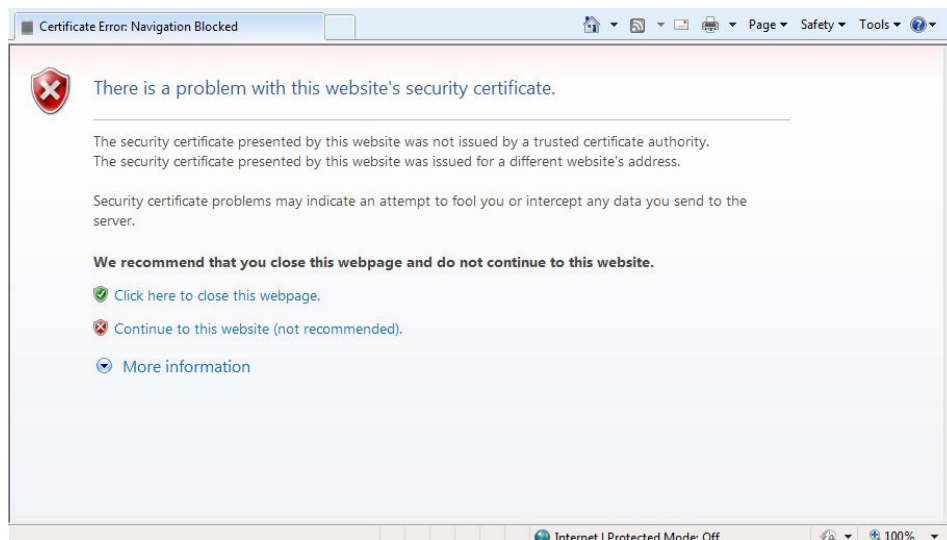 Certificate Error: Navigation Blocked
Page Safety Tools
There is a problem with this website's security certificate.
The security certificate presented by this website was not issued by a trusted certificate authority.
The security certificate presented by this website was issued for a different website's address.
Security certificate problems may indicate an attempt to fool you or intercept any data you send to the
server.
We recommend that you close this webpage and do not continue to this website.
Click here to close this webpage.
Continue to this website (not recommended).
More information
Internet | Protected Mode: Off 100%